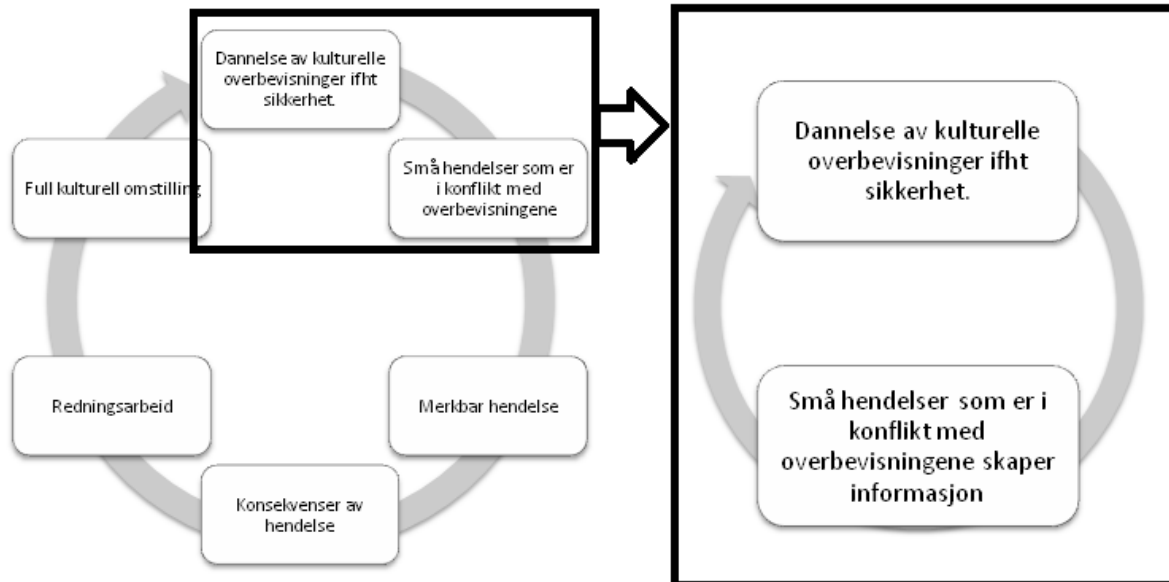 Dannelse av kulturelle
overbevisninger ifht
sikkerhet.
Små hendelser som er
i konflikt med
overbevisningene
Merkbar hendelse
Konsekvenser av
hendelse
Redningsarbeid
Full kulturell omstilling
Dannelse av kulturelle
overbevisninger ifht
sikkerhet.
Små hendelser som er i
konflikt med
overbevisningene skaper
informasjon